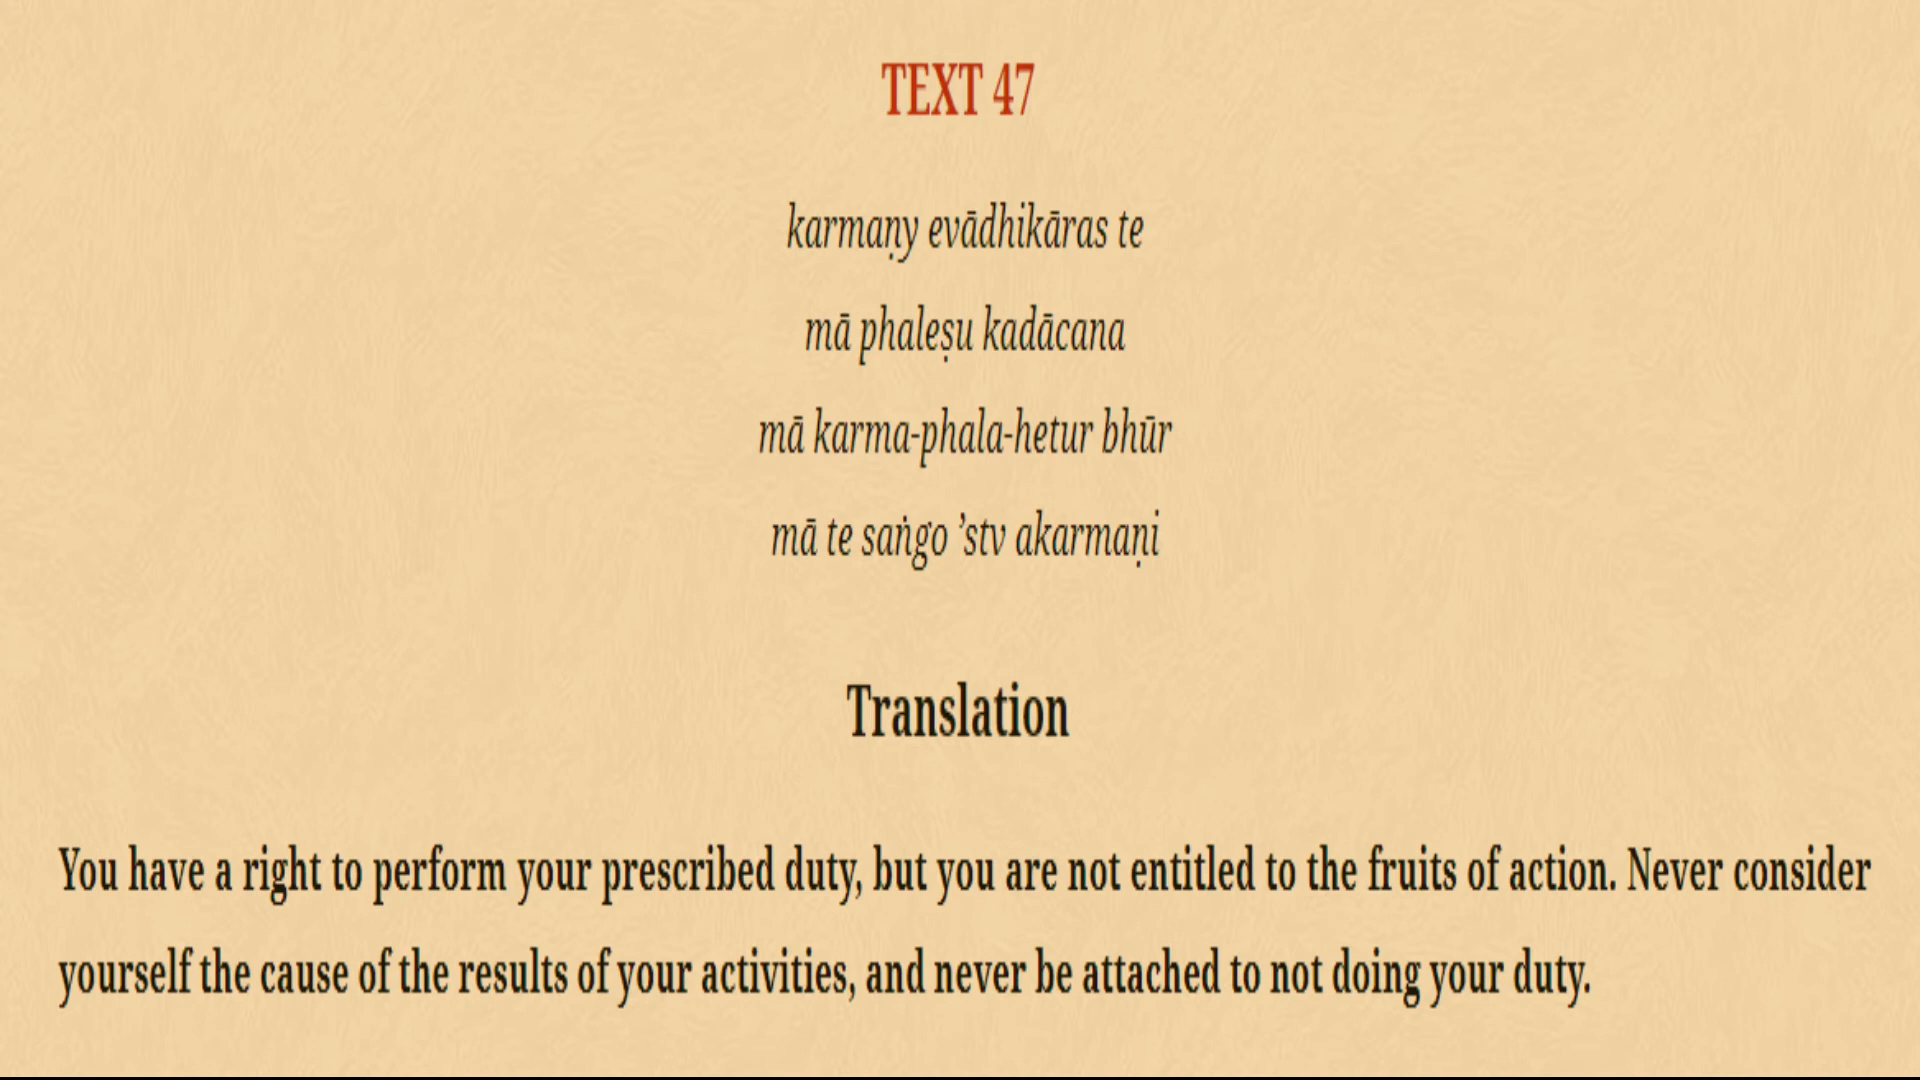 TEXT 47
karmaṇy evādhikāras te
mā phaleṣu kadācana
mā karma-phala-hetur bhūr
mā te saṅgo ’stv akarmaṇi
Translation
You have a right to perform your prescribed duty, but you are not entitled to the fruits of action. Never consider
yourself the cause of the results of your activities, and never be attached to not doing your duty.